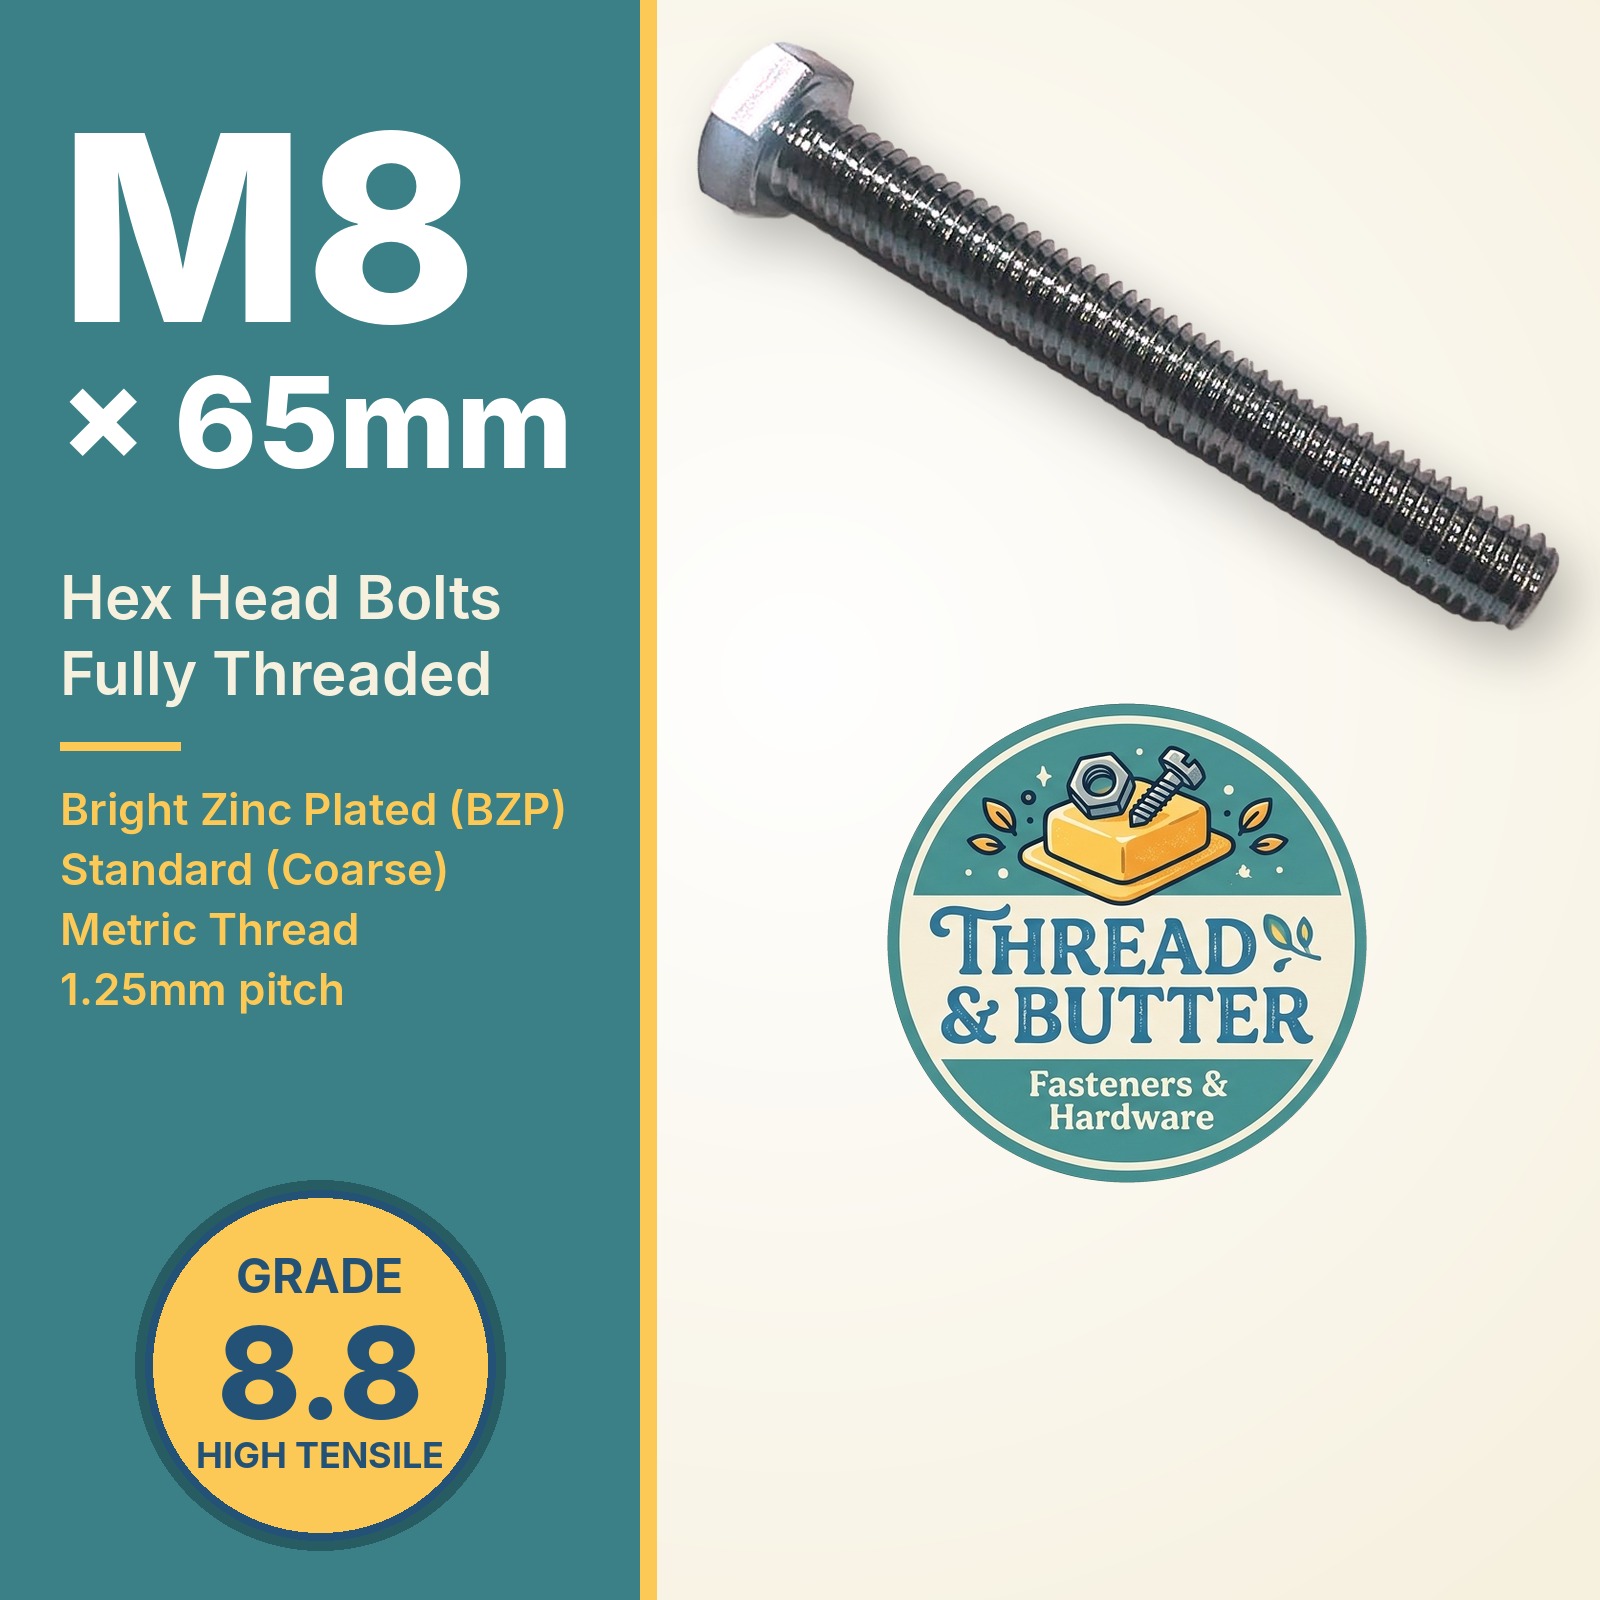 M8
× 65mm
Hex Head Bolts
Fully Threaded
Bright Zinc Plated (BZP)
Standard (Coarse)
Metric Thread
1.25mm pitch
GRADE
8.8
HIGH TENSILE
THREAD
& BUTTER
Fasteners &
Hardware